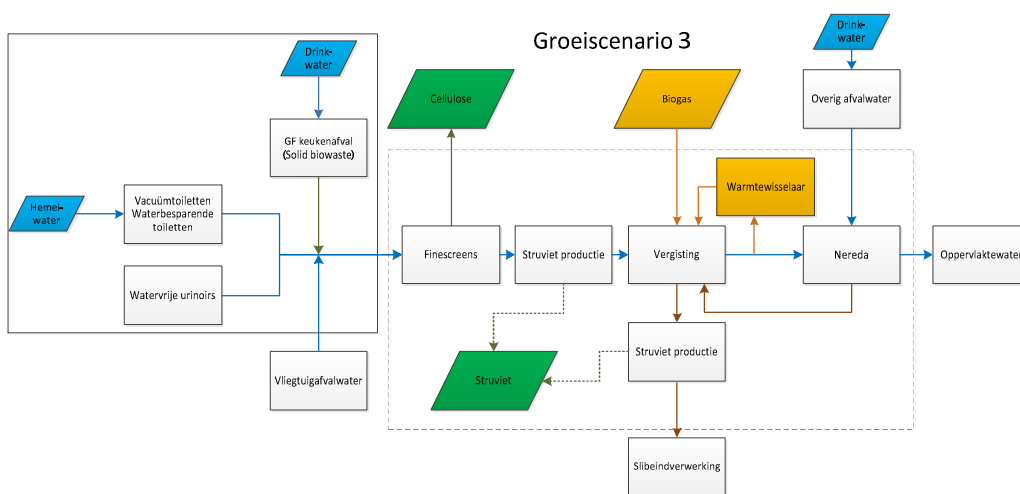 Groeiscenario 3
Drink-
water
Drink-
water
Cellulose
Biogas
Overig afvalwater
GF keukenafval
(Solid biowaste)
Warmtewisselaar
Hemel-
water
Vacuümtoiletten
Waterbesparende
toiletten
Finescreens
Struviet productie
Vergisting
Nereda
Oppervlaktewater
Watervrije urinoirs
Vliegtuigafvalwater
Struviet
Struviet productie
Slibeindverwerking